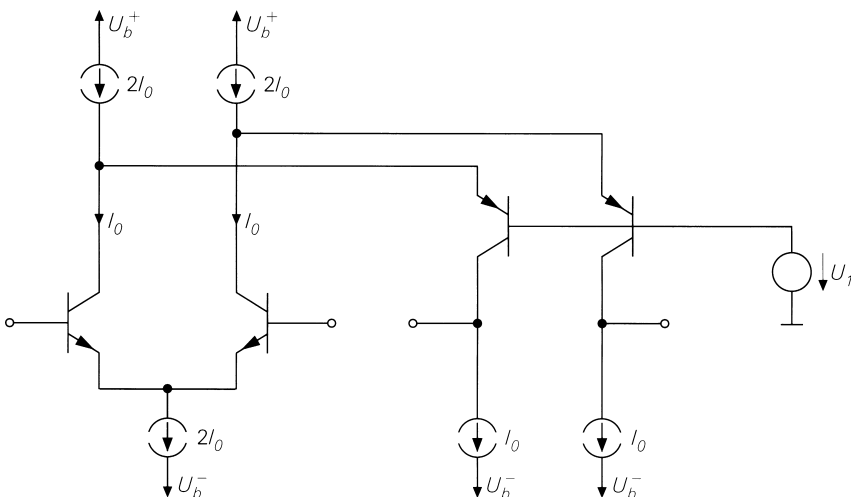 U_b^+ U_b^+
2I_0 2I_0
I_0 I_0
U_1
2I_0 I_0 I_0
U_b^- U_b^- U_b^-